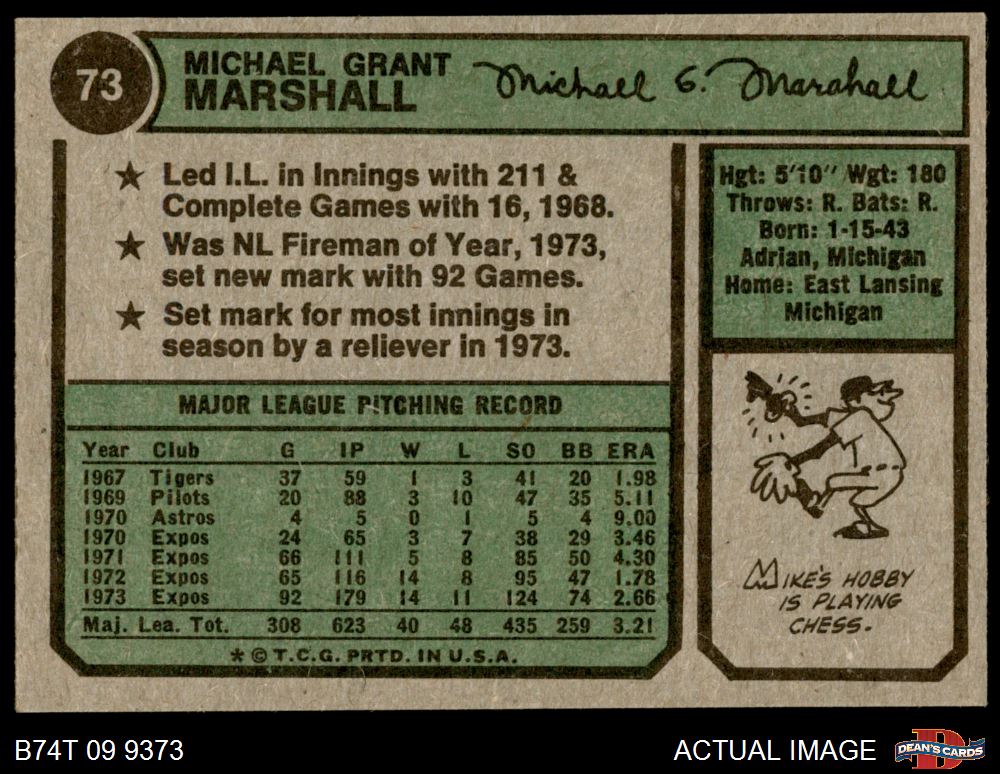 73
MICHAEL GRANT
MARSHALL
Michael G. Marshall
★ Led I.L. in Innings with 211 &
Complete Games with 16, 1968.
★ Was NL Fireman of Year, 1973,
set new mark with 92 Games.
★ Set mark for most innings in
season by a reliever in 1973.
Hgt: 5'10" Wgt: 180
Throws: R. Bats: R.
Born: 1-15-43
Adrian, Michigan
Home: East Lansing
Michigan
MAJOR LEAGUE PITCHING RECORD
Year Club G IP W L SO BB ERA
1967 Tigers 37 59 1 3 41 20 1.98
1969 Pilots 20 88 3 10 47 35 5.11
1970 Astros 4 5 0 1 5 4 9.00
1970 Expos 24 65 3 7 38 29 3.46
1971 Expos 66 111 5 8 85 50 4.30
1972 Expos 65 116 14 8 95 47 1.78
1973 Expos 92 179 14 11 124 74 2.66
Maj. Lea. Tot. 308 623 40 48 435 259 3.21
* © T.C.G. PRTD. IN U.S.A.
MIKE'S HOBBY
IS PLAYING
CHESS.
B74T 09 9373
ACTUAL IMAGE
D
DEAN'S CARDS